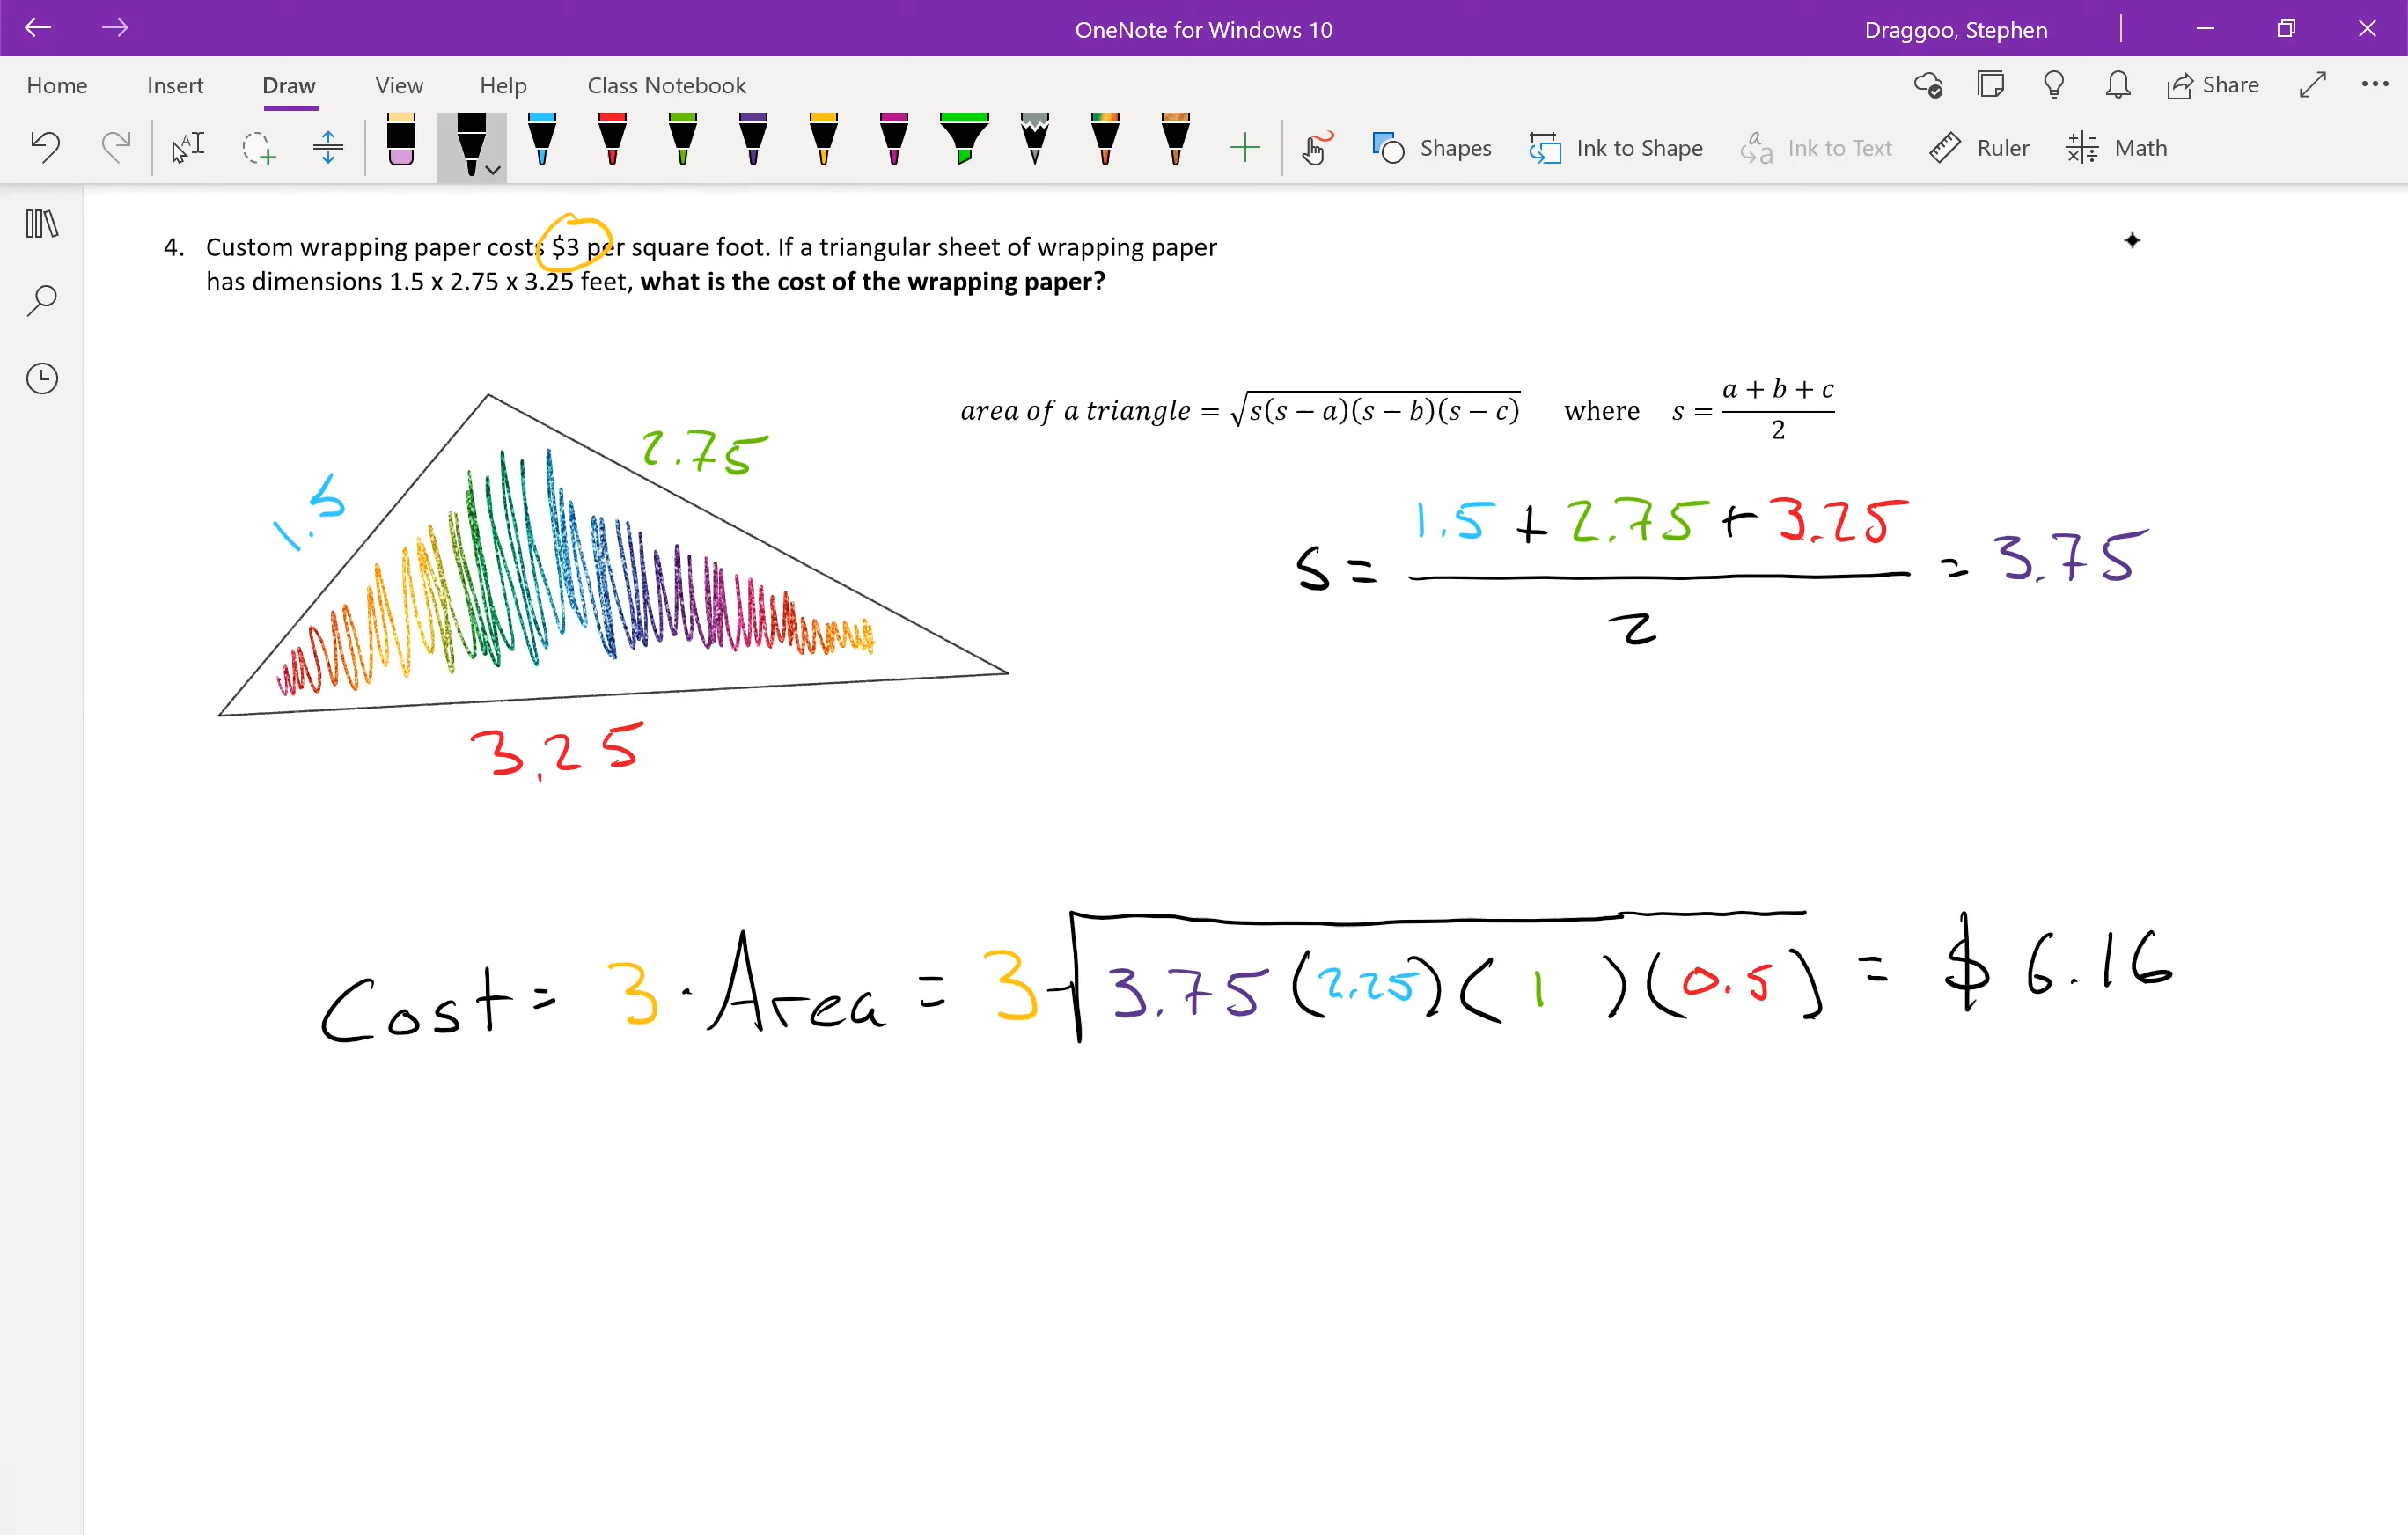 OneNote for Windows 10
Draggoo, Stephen
Home Insert Draw View Help Class Notebook Share
Shapes Ink to Shape Ink to Text Ruler Math
4. Custom wrapping paper costs $3 per square foot. If a triangular sheet of wrapping paper
has dimensions 1.5 x 2.75 x 3.25 feet, what is the cost of the wrapping paper?
area of a triangle = √s(s − a)(s − b)(s − c) where s = (a + b + c)/2
1.5
2.75
3.25
s = (1.5 + 2.75 + 3.25)/2 = 3.75
Cost = 3 · Area = 3√3.75(2.25)(1)(0.5) = $6.16